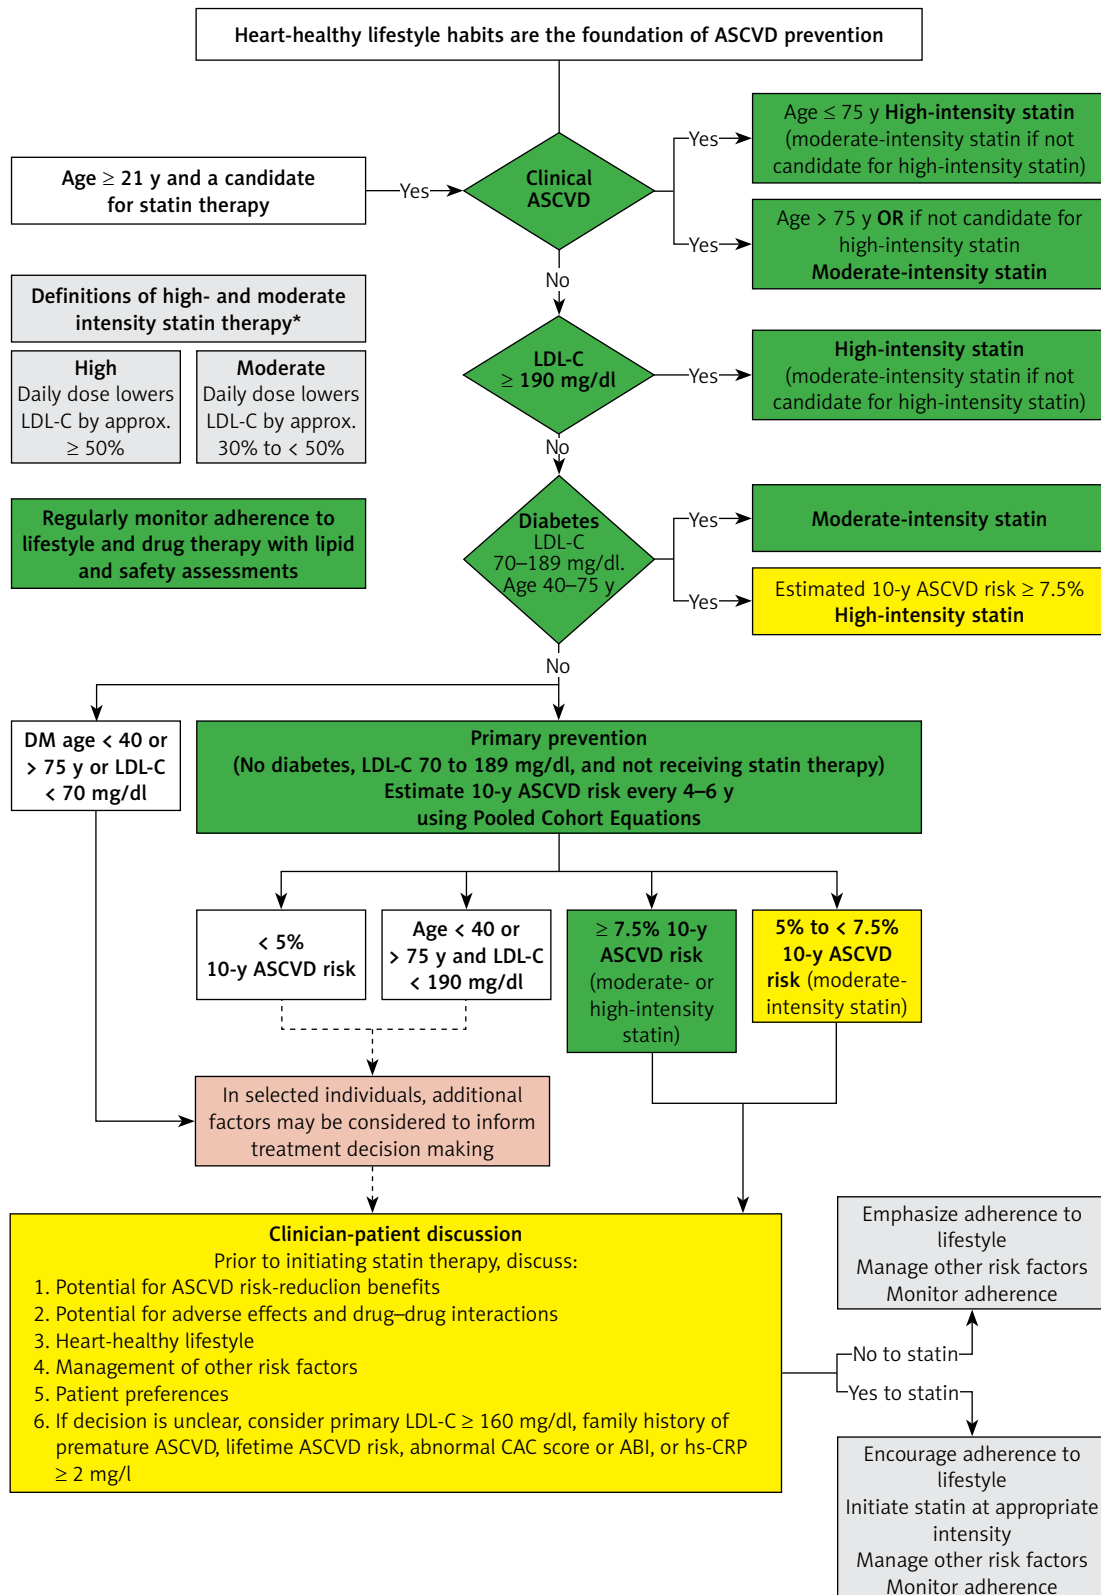 Heart-healthy lifestyle habits are the foundation of ASCVD prevention
Age ≥ 21 y and a candidate
for statin therapy
Yes
Clinical
ASCVD
Yes
Age ≤ 75 y High-intensity statin
(moderate-intensity statin if not
candidate for high-intensity statin)
Yes
Age > 75 y OR if not candidate for
high-intensity statin
Moderate-intensity statin
No
Definitions of high- and moderate
intensity statin therapy*
High
Daily dose lowers
LDL-C by approx.
≥ 50%
Moderate
Daily dose lowers
LDL-C by approx.
30% to < 50%
LDL-C
≥ 190 mg/dl
Yes
High-intensity statin
(moderate-intensity statin if not
candidate for high-intensity statin)
No
Regularly monitor adherence to
lifestyle and drug therapy with lipid
and safety assessments
Diabetes
LDL-C
70–189 mg/dl.
Age 40–75 y
Yes
Moderate-intensity statin
Yes
Estimated 10-y ASCVD risk ≥ 7.5%
High-intensity statin
No
DM age < 40 or
> 75 y or LDL-C
< 70 mg/dl
Primary prevention
(No diabetes, LDL-C 70 to 189 mg/dl, and not receiving statin therapy)
Estimate 10-y ASCVD risk every 4–6 y
using Pooled Cohort Equations
< 5%
10-y ASCVD risk
Age < 40 or
> 75 y and LDL-C
< 190 mg/dl
≥ 7.5% 10-y
ASCVD risk
(moderate- or
high-intensity
statin)
5% to < 7.5%
10-y ASCVD
risk (moderate-
intensity statin)
In selected individuals, additional
factors may be considered to inform
treatment decision making
Clinician-patient discussion
Prior to initiating statin therapy, discuss:
1. Potential for ASCVD risk-reduclion benefits
2. Potential for adverse effects and drug–drug interactions
3. Heart-healthy lifestyle
4. Management of other risk factors
5. Patient preferences
6. If decision is unclear, consider primary LDL-C ≥ 160 mg/dl, family history of
premature ASCVD, lifetime ASCVD risk, abnormal CAC score or ABI, or hs-CRP
≥ 2 mg/l
Emphasize adherence to
lifestyle
Manage other risk factors
Monitor adherence
No to statin
Yes to statin
Encourage adherence to
lifestyle
Initiate statin at appropriate
intensity
Manage other risk factors
Monitor adherence